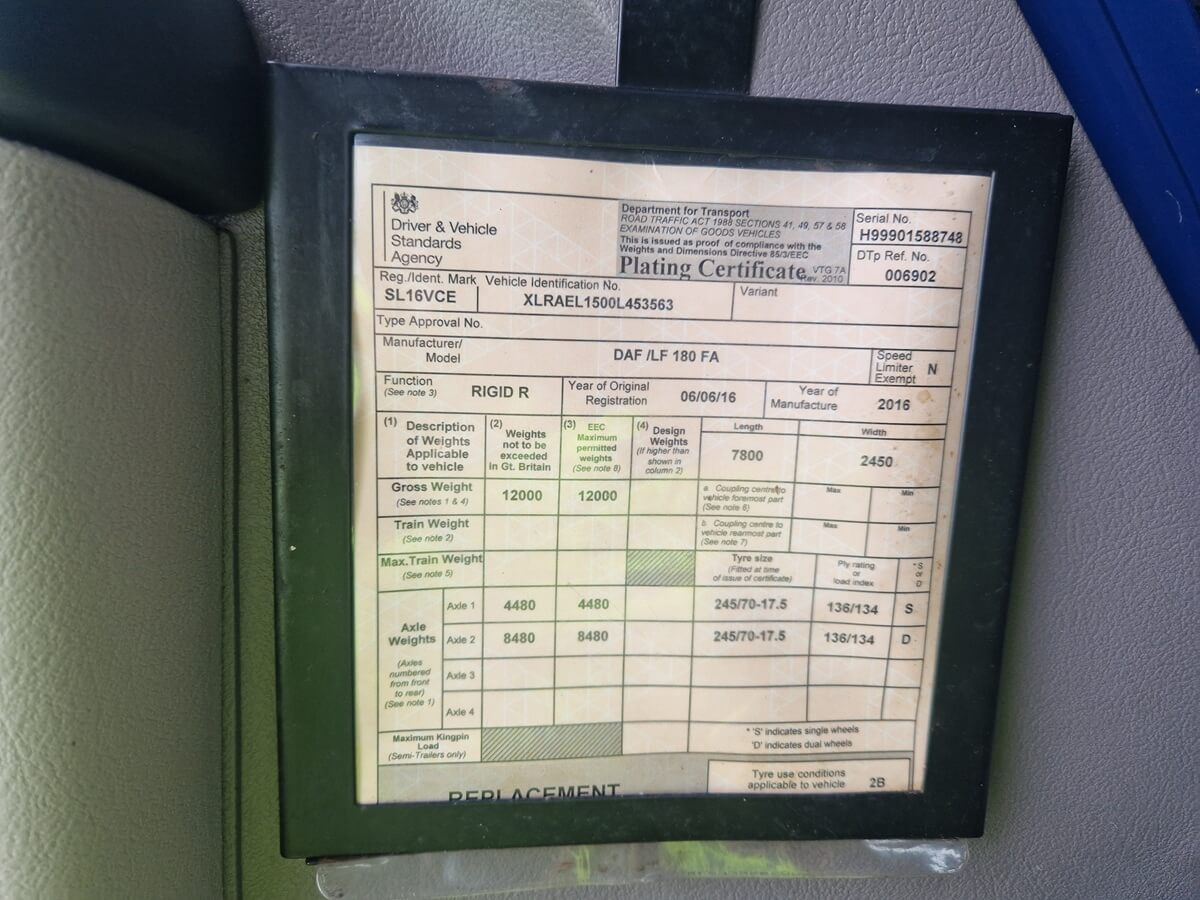 Driver & Vehicle
Standards
Agency
Department for Transport
ROAD TRAFFIC ACT 1988 SECTIONS 41, 49, 57 & 58
EXAMINATION OF GOODS VEHICLES
This is issued as proof of compliance with the
Weights and Dimensions Directive 85/3/EEC
Plating Certificate VTG 7A
Rev. 2010
Serial No.
H99901588748
DTp Ref. No.
006902
Reg./Ident. Mark
SL16VCE
Vehicle Identification No.
XLRAEL1500L453563
Variant
Type Approval No.
Manufacturer/
Model
DAF /LF 180 FA
Speed
Limiter
Exempt
N
Function
(See note 3)
RIGID R
Year of Original
Registration
06/06/16
Year of
Manufacture
2016
(1) Description
of Weights
Applicable
to vehicle
(2) Weights
not to be
exceeded
in Gt. Britain
(3) EEC
Maximum
permitted
weights
(See note 8)
(4) Design
Weights
(If higher than
shown in
column 2)
Length
7800
Width
2450
Gross Weight
(See notes 1 & 4)
12000
12000
a Coupling centre to
vehicle foremost part
(See note 6)
Max
Min
Train Weight
(See note 2)
b Coupling centre to
vehicle rearmost part
(See note 7)
Max
Min
Max.Train Weight
(See note 5)
Tyre size
(Fitted at time
of issue of certificate)
Ply rating
or
load index
*S
or
D
Axle
Weights
(Axles
numbered
from front
to rear)
(See note 1)
Axle 1 4480 4480 245/70-17.5 136/134 S
Axle 2 8480 8480 245/70-17.5 136/134 D
Axle 3
Axle 4
Maximum Kingpin
Load
(Semi-Trailers only)
* 'S' indicates single wheels
'D' indicates dual wheels
REPLACEMENT
Tyre use conditions
applicable to vehicle
2B